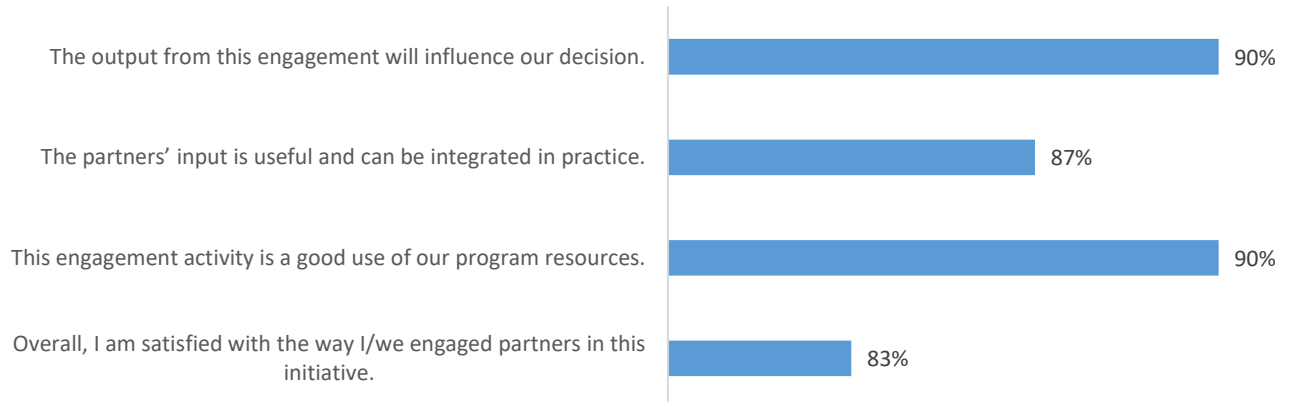 The output from this engagement will influence our decision.
90%
The partners’ input is useful and can be integrated in practice.
87%
This engagement activity is a good use of our program resources.
90%
Overall, I am satisfied with the way I/we engaged partners in this
initiative.
83%